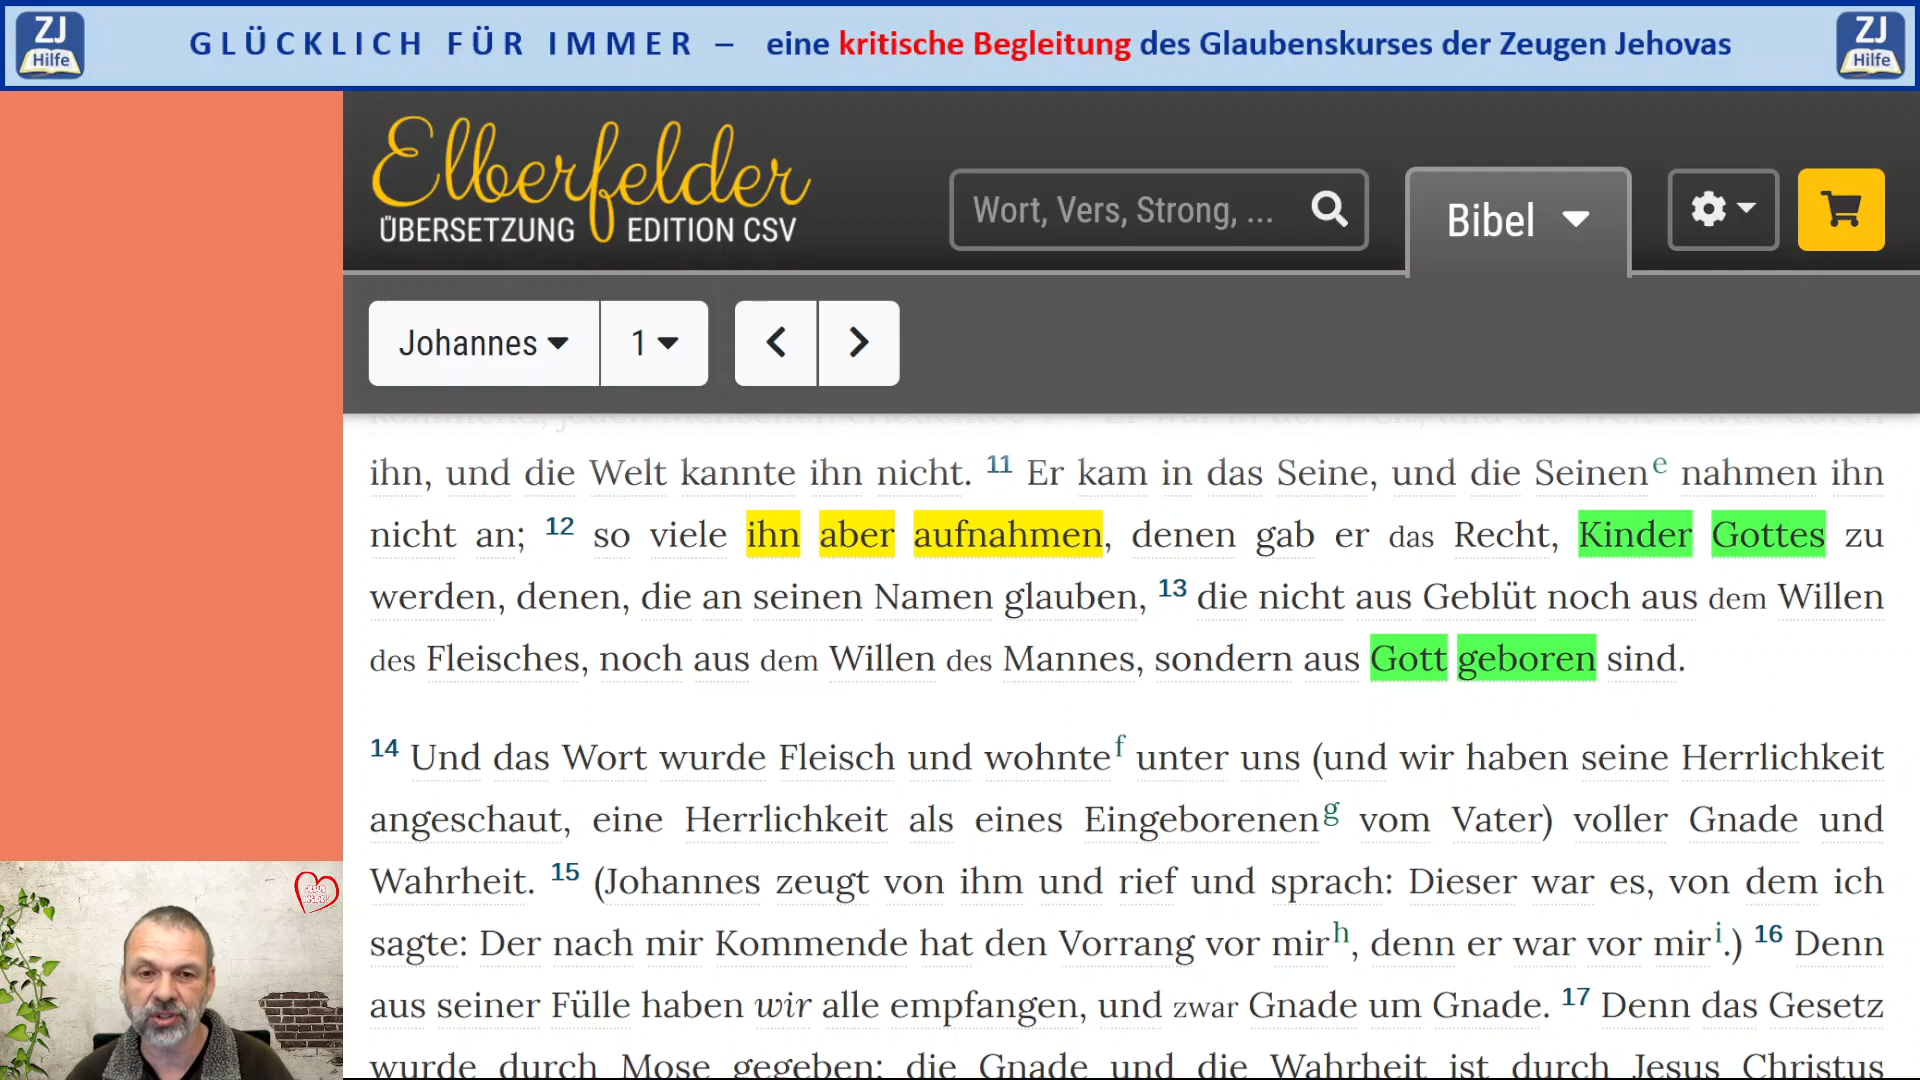 ZJ Hilfe
GLÜCKLICH FÜR IMMER – eine kritische Begleitung des Glaubenskurses der Zeugen Jehovas
ZJ Hilfe
Elberfelder
ÜBERSETZUNG EDITION CSV
Wort, Vers, Strong, ...
Bibel
Johannes 1
ihn, und die Welt kannte ihn nicht. 11 Er kam in das Seine, und die Seinen e nahmen ihn
nicht an; 12 so viele ihn aber aufnahmen, denen gab er das Recht, Kinder Gottes zu
werden, denen, die an seinen Namen glauben, 13 die nicht aus Geblüt noch aus dem Willen
des Fleisches, noch aus dem Willen des Mannes, sondern aus Gott geboren sind.
14 Und das Wort wurde Fleisch und wohnte f unter uns (und wir haben seine Herrlichkeit
angeschaut, eine Herrlichkeit als eines Eingeborenen g vom Vater) voller Gnade und
Wahrheit. 15 (Johannes zeugt von ihm und rief und sprach: Dieser war es, von dem ich
sagte: Der nach mir Kommende hat den Vorrang vor mir h, denn er war vor mir i.) 16 Denn
aus seiner Fülle haben wir alle empfangen, und zwar Gnade um Gnade. 17 Denn das Gesetz
wurde durch Mose gegeben; die Gnade und die Wahrheit ist durch Jesus Christus